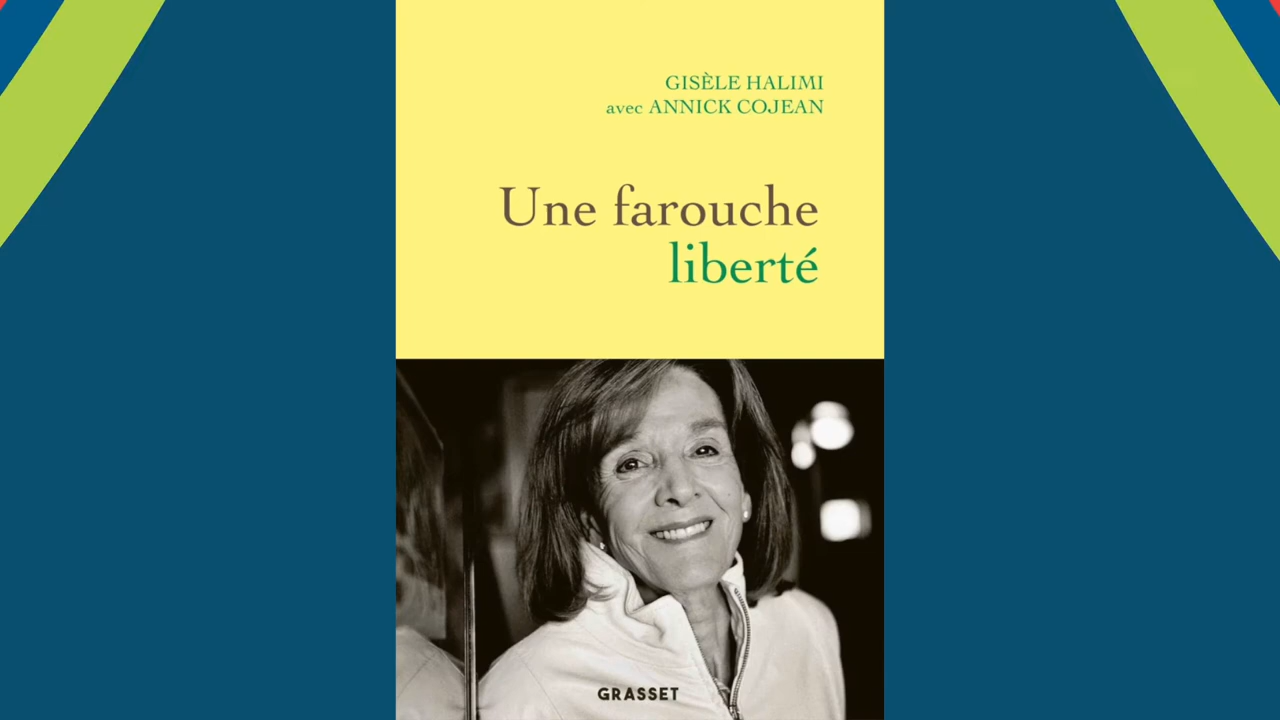 GISÈLE HALIMI
avec ANNICK COJEAN
Une farouche
liberté
GRASSET